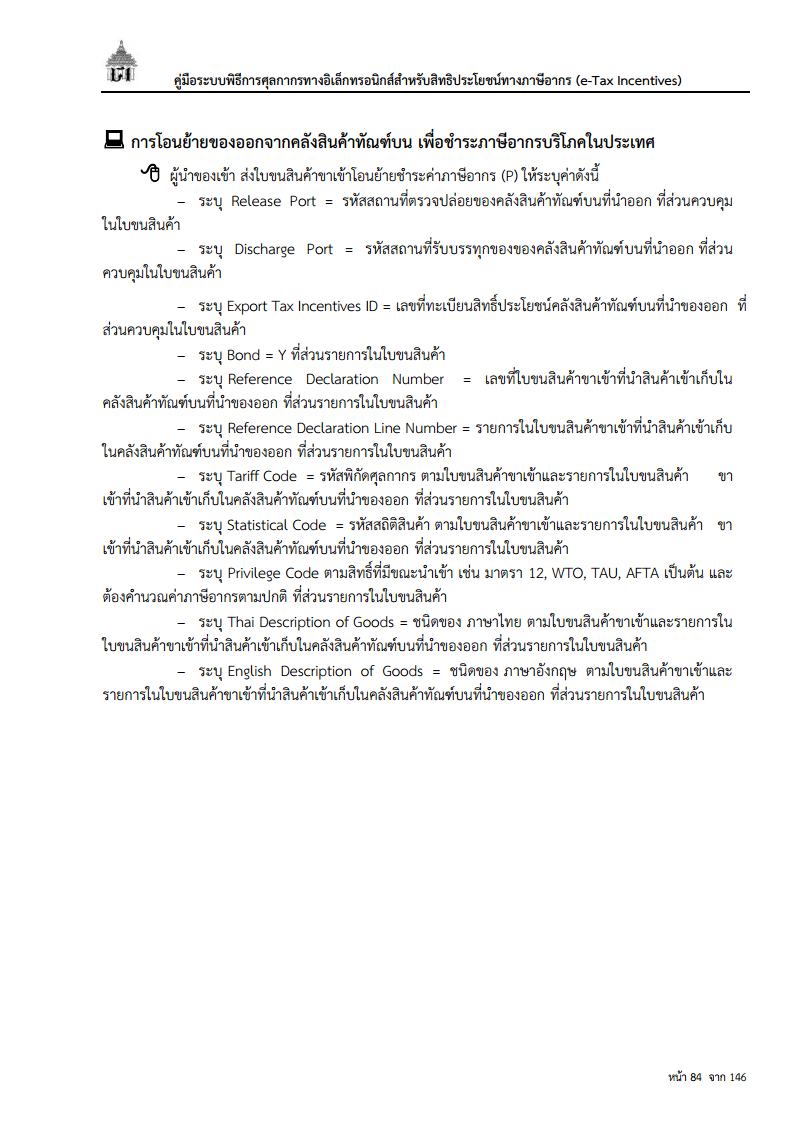 คู่มือระบบพิธีการศุลกากรทางอิเล็กทรอนิกส์สำหรับสิทธิประโยชน์ทางภาษีอากร (e-Tax Incentives)
การโอนย้ายของออกจากคลังสินค้าทัณฑ์บน เพื่อชำระภาษีอากรบริโภคในประเทศ
ผู้นำของเข้า ส่งใบขนสินค้าขาเข้าโอนย้ายชำระค่าภาษีอากร (P) ให้ระบุค่าดังนี้
– ระบุ Release Port = รหัสสถานที่ตรวจปล่อยของคลังสินค้าทัณฑ์บนที่นำออก ที่ส่วนควบคุม
ในใบขนสินค้า
– ระบุ Discharge Port = รหัสสถานที่รับบรรทุกของของคลังสินค้าทัณฑ์บนที่นำออก ที่ส่วน
ควบคุมในใบขนสินค้า
– ระบุ Export Tax Incentives ID = เลขที่ทะเบียนสิทธิ์ประโยชน์คลังสินค้าทัณฑ์บนที่นำของออก ที่
ส่วนควบคุมในใบขนสินค้า
– ระบุ Bond = Y ที่ส่วนรายการในใบขนสินค้า
– ระบุ Reference Declaration Number = เลขที่ใบขนสินค้าขาเข้าที่นำสินค้าเข้าเก็บใน
คลังสินค้าทัณฑ์บนที่นำของออก ที่ส่วนรายการในใบขนสินค้า
– ระบุ Reference Declaration Line Number = รายการในใบขนสินค้าขาเข้าที่นำสินค้าเข้าเก็บ
ในคลังสินค้าทัณฑ์บนที่นำของออก ที่ส่วนรายการในใบขนสินค้า
– ระบุ Tariff Code = รหัสพิกัดศุลกากร ตามใบขนสินค้าขาเข้าและรายการในใบขนสินค้า ขา
เข้าที่นำสินค้าเข้าเก็บในคลังสินค้าทัณฑ์บนที่นำของออก ที่ส่วนรายการในใบขนสินค้า
– ระบุ Statistical Code = รหัสสถิติสินค้า ตามใบขนสินค้าขาเข้าและรายการในใบขนสินค้า ขา
เข้าที่นำสินค้าเข้าเก็บในคลังสินค้าทัณฑ์บนที่นำของออก ที่ส่วนรายการในใบขนสินค้า
– ระบุ Privilege Code ตามสิทธิ์ที่มีขณะนำเข้า เช่น มาตรา 12, WTO, TAU, AFTA เป็นต้น และ
ต้องคำนวณค่าภาษีอากรตามปกติ ที่ส่วนรายการในใบขนสินค้า
– ระบุ Thai Description of Goods = ชนิดของ ภาษาไทย ตามใบขนสินค้าขาเข้าและรายการใน
ใบขนสินค้าขาเข้าที่นำสินค้าเข้าเก็บในคลังสินค้าทัณฑ์บนที่นำของออก ที่ส่วนรายการในใบขนสินค้า
– ระบุ English Description of Goods = ชนิดของ ภาษาอังกฤษ ตามใบขนสินค้าขาเข้าและ
รายการในใบขนสินค้าขาเข้าที่นำสินค้าเข้าเก็บในคลังสินค้าทัณฑ์บนที่นำของออก ที่ส่วนรายการในใบขนสินค้า
หน้า 84 จาก 146